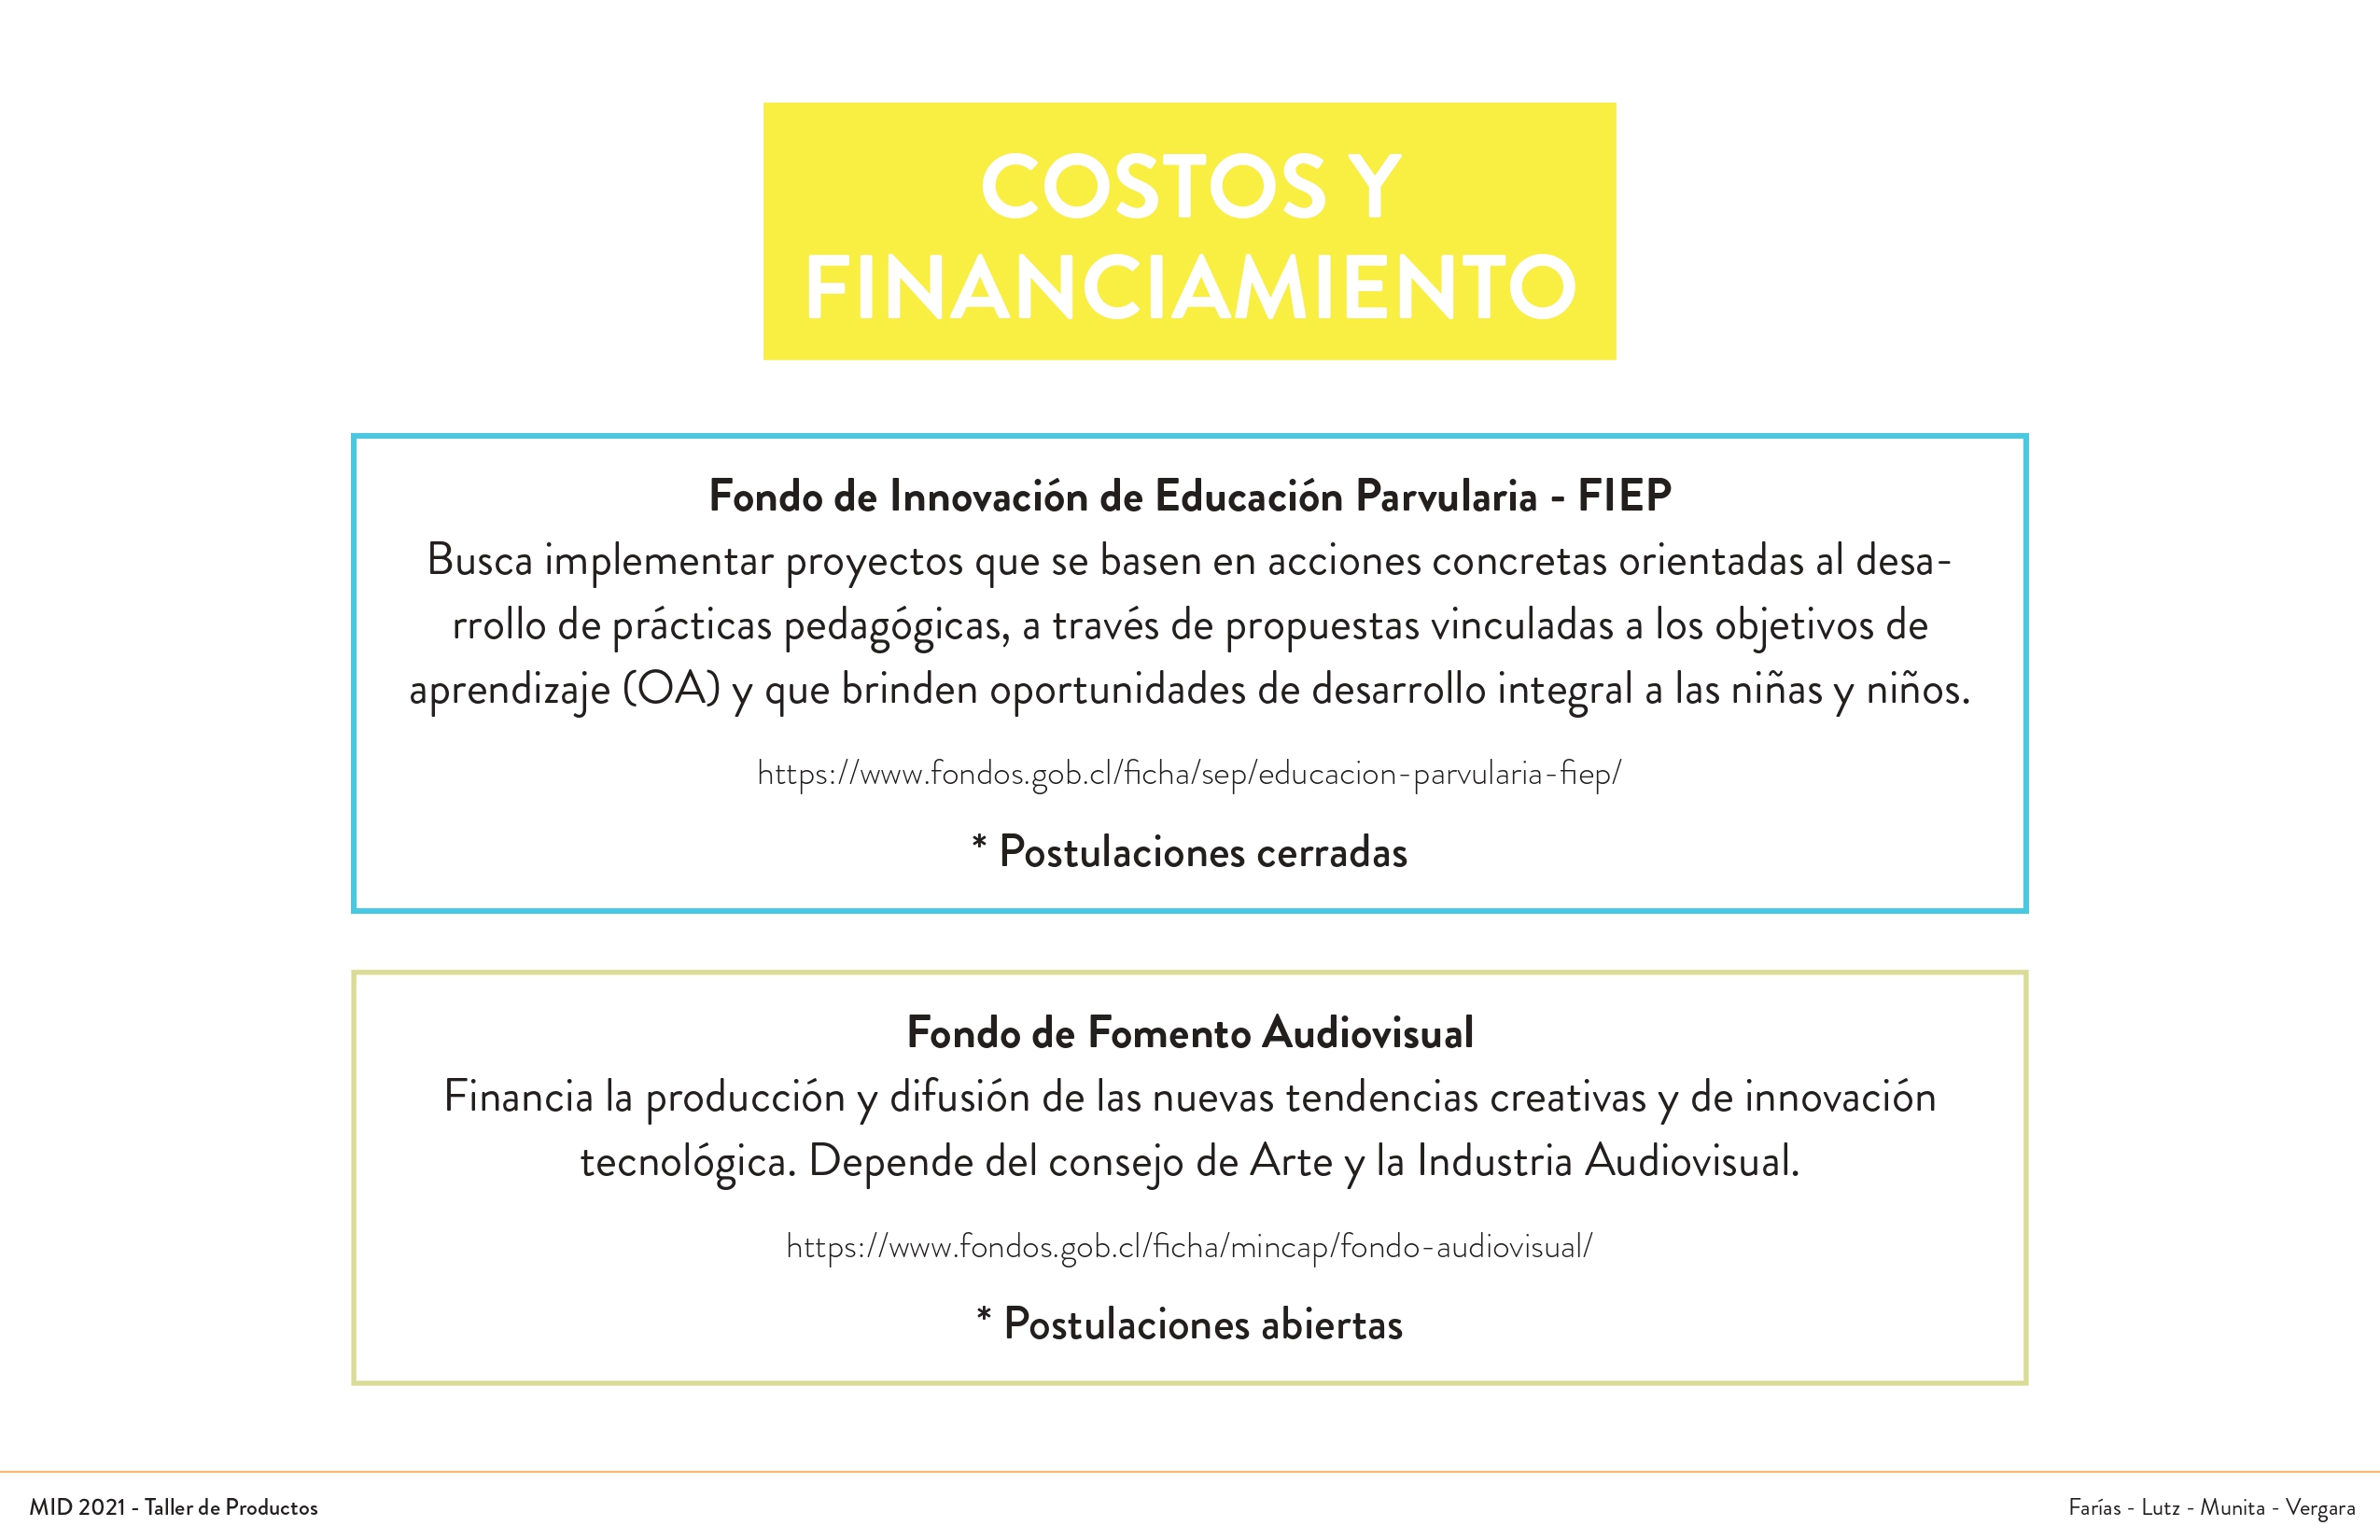 COSTOS Y
FINANCIAMIENTO
Fondo de Innovación de Educación Parvularia - FIEP
Busca implementar proyectos que se basen en acciones concretas orientadas al desa-
rrollo de prácticas pedagógicas, a través de propuestas vinculadas a los objetivos de
aprendizaje (OA) y que brinden oportunidades de desarrollo integral a las niñas y niños.
https://www.fondos.gob.cl/ficha/sep/educacion-parvularia-fiep/
* Postulaciones cerradas
Fondo de Fomento Audiovisual
Financia la producción y difusión de las nuevas tendencias creativas y de innovación
tecnológica. Depende del consejo de Arte y la Industria Audiovisual.
https://www.fondos.gob.cl/ficha/mincap/fondo-audiovisual/
* Postulaciones abiertas
MID 2021 - Taller de Productos
Farías - Lutz - Munita - Vergara